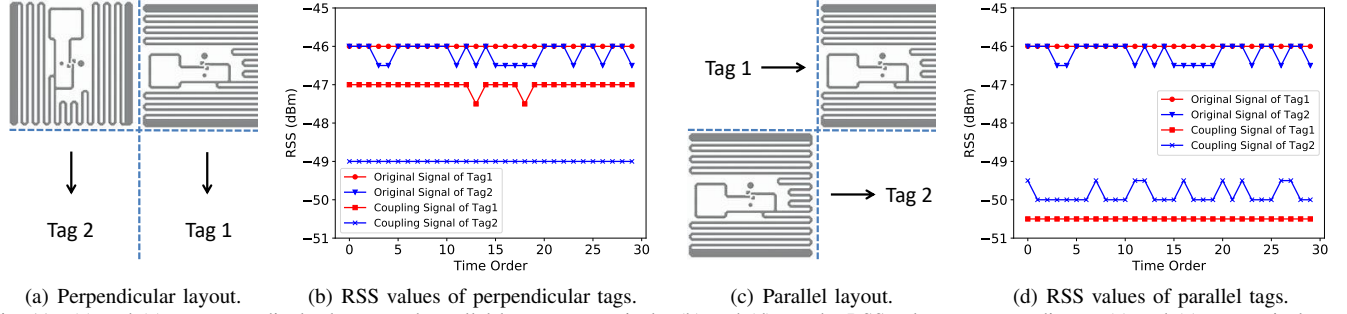 Tag 2
Tag 1
(a) Perpendicular layout.
RSS (dBm)
−45
−46
−47
−48
−49
−50
−51
Original Signal of Tag1
Original Signal of Tag2
Coupling Signal of Tag1
Coupling Signal of Tag2
0 5 10 15 20 25 30
Time Order
(b) RSS values of perpendicular tags.
Tag 1
Tag 2
(c) Parallel layout.
RSS (dBm)
−45
−46
−47
−48
−49
−50
−51
Original Signal of Tag1
Original Signal of Tag2
Coupling Signal of Tag1
Coupling Signal of Tag2
0 5 10 15 20 25 30
Time Order
(d) RSS values of parallel tags.